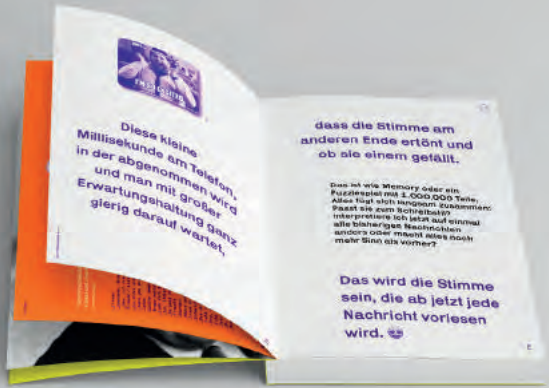 Diese kleine
Millisekunde am Telefon,
in der abgenommen wird
und man mit großer
Erwartungshaltung ganz
gierig darauf wartet,
dass die Stimme am
anderen Ende ertönt und
ob sie einem gefällt.
Das ist wie Memory oder ein
Puzzlespiel mit 1.000.000 Teile.
Alles fügt sich langsam zusammen:
Passt sie zum Schreibstil?
Interpretiere ich jetzt auf einmal
alle bisherigen Nachrichten
anders oder macht alles noch
mehr Sinn als vorher?
Das wird die Stimme
sein, die ab jetzt jede
Nachricht vorlesen
wird. 😍